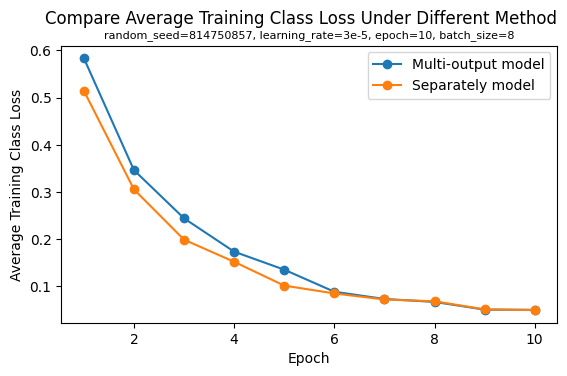 Compare Average Training Class Loss Under Different Method
random_seed=814750857, learning_rate=3e-5, epoch=10, batch_size=8
Multi-output model
Separately model
Average Training Class Loss
0.6
0.5
0.4
0.3
0.2
0.1
2 4 6 8 10
Epoch